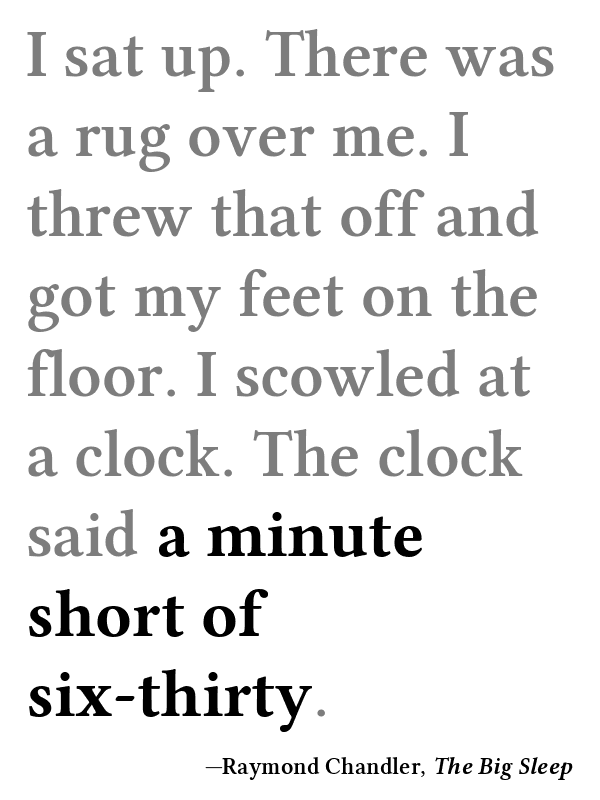 I sat up. There was
a rug over me. I
threw that off and
got my feet on the
floor. I scowled at
a clock. The clock
said a minute
short of
six-thirty.
—Raymond Chandler, The Big Sleep